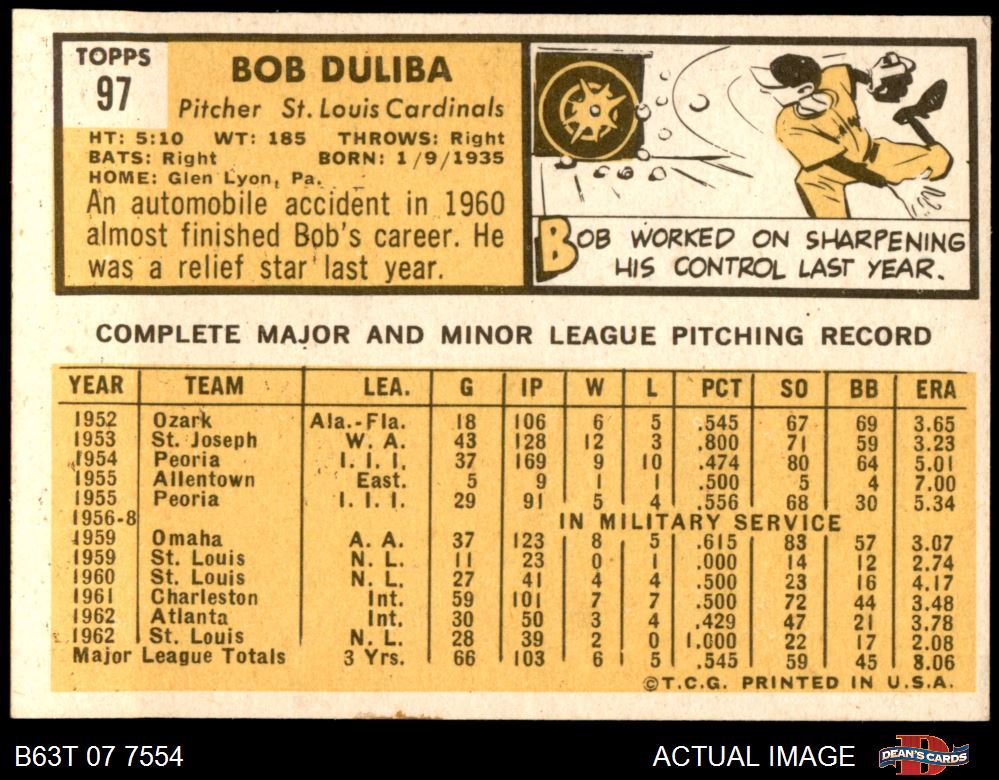 TOPPS
97
BOB DULIBA
Pitcher St. Louis Cardinals
HT: 5:10 WT: 185 THROWS: Right
BATS: Right BORN: 1/9/1935
HOME: Glen Lyon, Pa.
An automobile accident in 1960
almost finished Bob's career. He
was a relief star last year.
BOB WORKED ON SHARPENING
HIS CONTROL LAST YEAR.
COMPLETE MAJOR AND MINOR LEAGUE PITCHING RECORD
YEAR TEAM LEA. G IP W L PCT SO BB ERA
1952 Ozark Ala.-Fla. 18 106 6 5 .545 67 69 3.65
1953 St. Joseph W. A. 43 128 12 3 .800 71 59 3.23
1954 Peoria I. I. I. 37 169 9 10 .474 80 64 5.01
1955 Allentown East. 5 9 1 1 .500 5 4 7.00
1955 Peoria I. I. I. 29 91 5 4 .556 68 30 5.34
1956-8 IN MILITARY SERVICE
1959 Omaha A. A. 37 123 8 5 .615 83 57 3.07
1959 St. Louis N. L. 11 23 0 1 .000 14 12 2.74
1960 St. Louis N. L. 27 41 4 4 .500 23 16 4.17
1961 Charleston Int. 59 101 7 7 .500 72 44 3.48
1962 Atlanta Int. 30 50 3 4 .429 47 21 3.78
1962 St. Louis N. L. 28 39 2 0 1.000 22 17 2.08
Major League Totals 3 Yrs. 66 103 6 5 .545 59 45 8.06
©T.C.G. PRINTED IN U.S.A.
B63T 07 7554 ACTUAL IMAGE DEAN'S CARDS